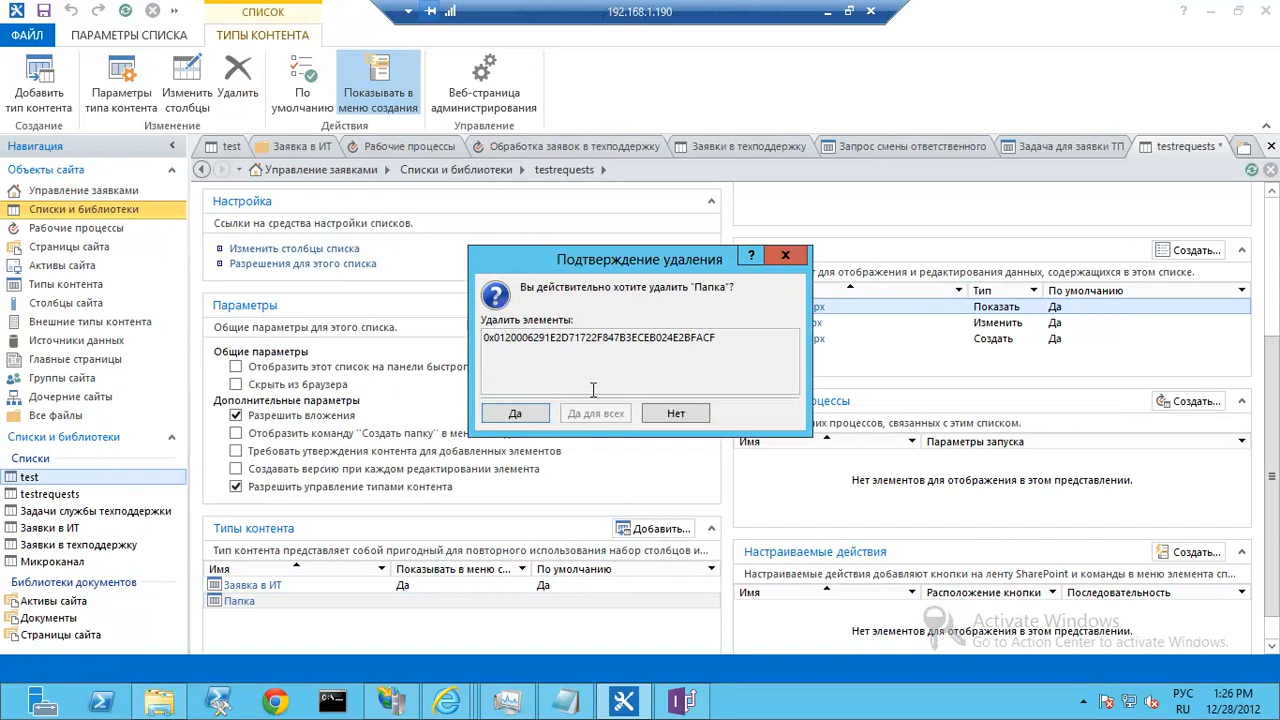 СПИСОК
192.168.1.190
ФАЙЛ
ПАРАМЕТРЫ СПИСКА
ТИПЫ КОНТЕНТА
Добавить тип контента
Параметры типа контента
Изменить столбцы
Удалить
По умолчанию
Показывать в меню создания
Веб-страница администрирования
Создание
Изменение
Действия
Управление
Навигация
test
Заявка в ИТ
Рабочие процессы
Обработка заявок в техподдержку
Заявки в техподдержку
Запрос смены ответственного
Задача для заявки ТП
testrequests *
Управление заявками
Списки и библиотеки
testrequests
Объекты сайта
Управление заявками
Списки и библиотеки
Рабочие процессы
Страницы сайта
Активы сайта
Типы контента
Столбцы сайта
Внешние типы контента
Источники данных
Главные страницы
Группы сайта
Дочерние сайты
Все файлы
Списки и библиотеки
Списки
test
testrequests
Задачи службы техподдержки
Заявки в ИТ
Заявки в техподдержку
Микроканал
Библиотеки документов
Активы сайта
Документы
Страницы сайта
Настройка
Ссылки на средства настройки списков.
Изменить столбцы списка
Разрешения для этого списка
Параметры
Общие параметры для этого списка.
Общие параметры
Отобразить этот список на панели быстрог
Скрыть из браузера
Дополнительные параметры
Разрешить вложения
Отобразить команду "Создать папку" в мен
Требовать утверждения контента для добавленных элементов
Создавать версию при каждом редактировании элемента
Разрешить управление типами контента
Типы контента
Добавить...
Тип контента представляет собой пригодный для повторного использования набор столбцов и...
Имя
Показывать в меню с...
По умолчанию
Заявка в ИТ
Да
Да
Папка
Подтверждение удаления
Вы действительно хотите удалить "Папка"?
Удалить элементы:
0x0120006291E2D71722F847B3ECEB024E2BFACF
Да
Да для всех
Нет
Создать...
для отображения и редактирования данных, содержащихся в этом списке.
Тип
По умолчанию
рх
Показать
Да
рх
Изменить
Да
рх
Создать
Да
оцессы
Создать...
их процессов, связанных с этим списком.
Имя
Параметры запуска
Нет элементов для отображения в этом представлении.
Настраиваемые действия
Создать...
Настраиваемые действия добавляют кнопки на ленту SharePoint и команды в меню элемента сп...
Имя
Расположение кнопки
Последовательность
Нет элементов для отображения в этом представлении.
Activate Windows
Go to Action Center to activate Windows.
РУС
RU
1:26 PM
12/28/2012